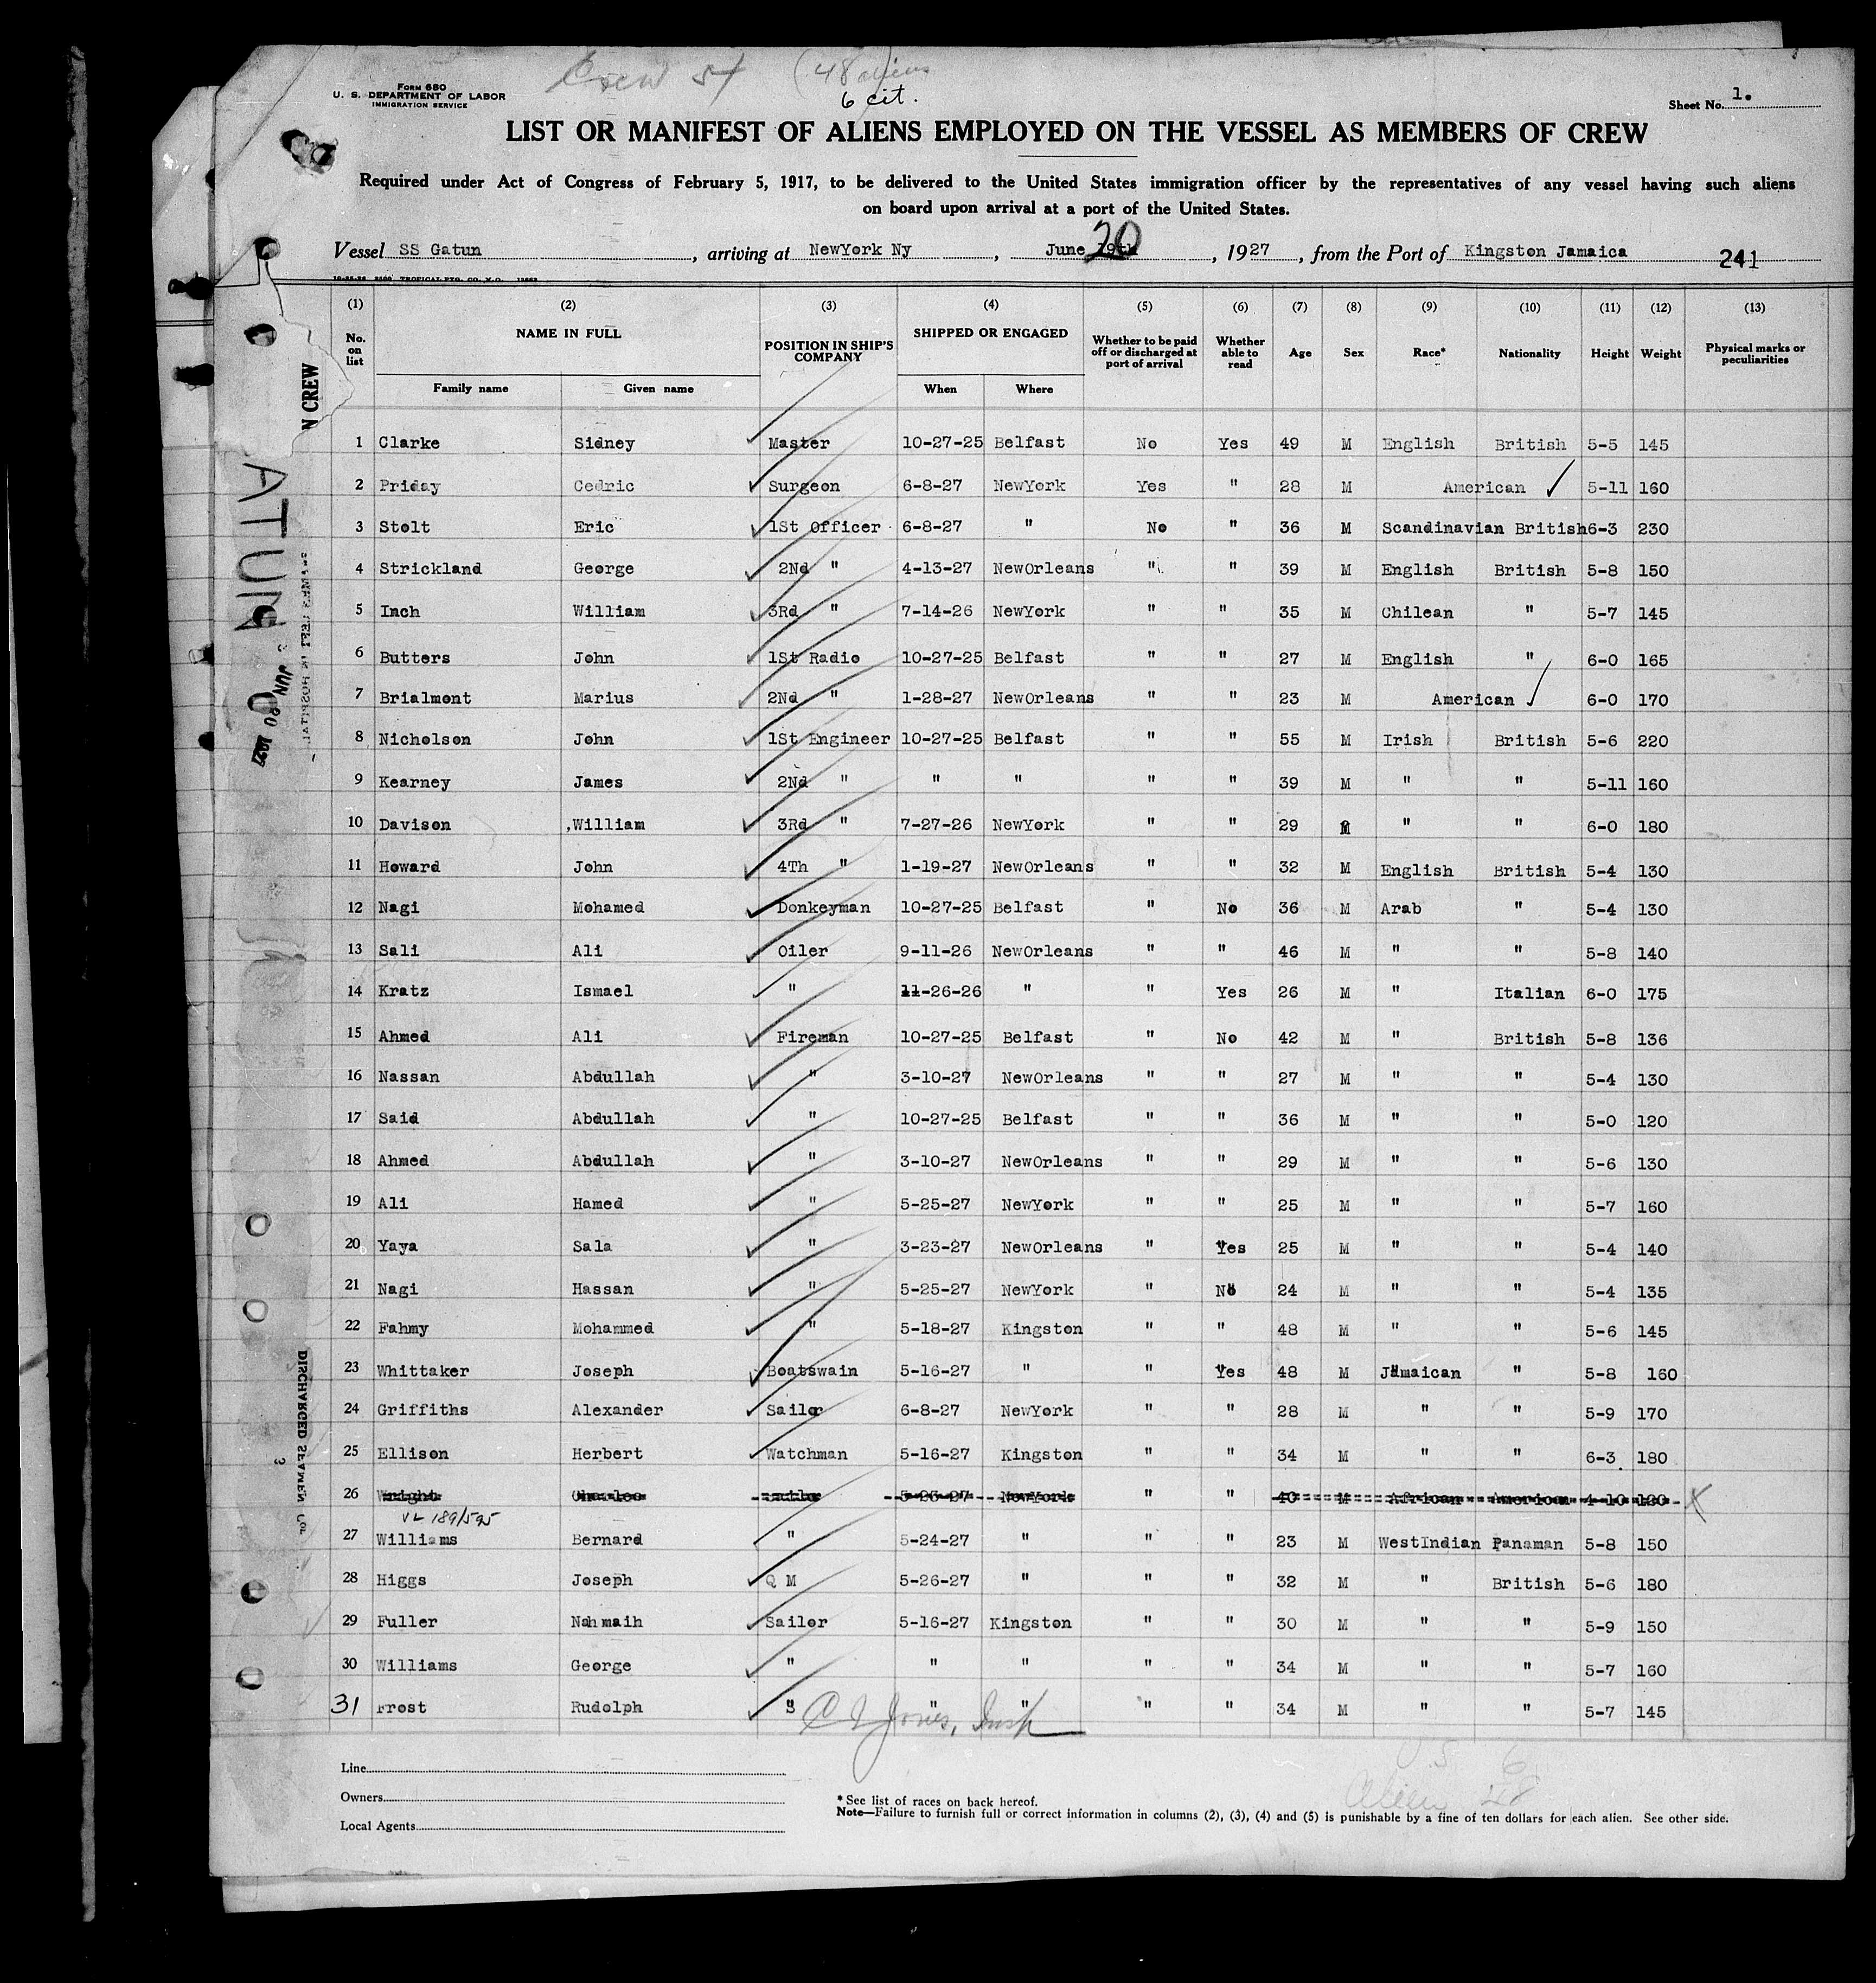 Crew 54 (48 aliens
6 cit.
Form 680
U. S. DEPARTMENT OF LABOR
IMMIGRATION SERVICE
Sheet No. 1.
LIST OR MANIFEST OF ALIENS EMPLOYED ON THE VESSEL AS MEMBERS OF CREW
Required under Act of Congress of February 5, 1917, to be delivered to the United States immigration officer by the representatives of any vessel having such aliens
on board upon arrival at a port of the United States.
Vessel SS Gatun, arriving at NewYork Ny, June 20, 1927, from the Port of Kingston Jamaica 241
(1) (2) (3) (4) (5) (6) (7) (8) (9) (10) (11) (12) (13)
No. on list NAME IN FULL POSITION IN SHIP'S COMPANY SHIPPED OR ENGAGED Whether to be paid off or discharged at port of arrival Whether able to read Age Sex Race* Nationality Height Weight Physical marks or peculiarities
Family name Given name When Where
N CREW
ATUN
JUN 20 1927
DISCHARGED SEAMEN
1 Clarke Sidney Master 10-27-25 Belfast No Yes 49 M English British 5-5 145
2 Priday Cedric Surgeon 6-8-27 NewYork Yes " 28 M American ✓ 5-11 160
3 Stolt Eric 1St Officer 6-8-27 " No " 36 M Scandinavian British 6-3 230
4 Strickland George 2Nd " 4-13-27 NewOrleans " " 39 M English British 5-8 150
5 Inch William 3Rd " 7-14-26 NewYork " " 35 M Chilean " 5-7 145
6 Butters John 1St Radio 10-27-25 Belfast " " 27 M English " 6-0 165
7 Brialmont Marius 2Nd " 1-28-27 NewOrleans " " 23 M American ✓ 6-0 170
8 Nicholson John 1St Engineer 10-27-25 Belfast " " 55 M Irish British 5-6 220
9 Kearney James 2Nd " " " " " 39 M " " 5-11 160
10 Davison ,William 3Rd " 7-27-26 NewYork " " 29 M " " 6-0 180
11 Howard John 4Th " 1-19-27 NewOrleans " " 32 M English British 5-4 130
12 Nagi Mohamed Donkeyman 10-27-25 Belfast " No 36 M Arab " 5-4 130
13 Sali Ali Oiler 9-11-26 NewOrleans " " 46 M " " 5-8 140
14 Kratz Ismael " 11-26-26 " " Yes 26 M " Italian 6-0 175
15 Ahmed Ali Fireman 10-27-25 Belfast " No 42 M " British 5-8 136
16 Nassan Abdullah " 3-10-27 NewOrleans " " 27 M " " 5-4 130
17 Said Abdullah " 10-27-25 Belfast " " 36 M " " 5-0 120
18 Ahmed Abdullah " 3-10-27 NewOrleans " " 29 M " " 5-6 130
19 Ali Hamed " 5-25-27 NewYork " " 25 M " " 5-7 160
20 Yaya Sala " 3-23-27 NewOrleans " Yes 25 M " " 5-4 140
21 Nagi Hassan " 5-25-27 NewYork " No 24 M " " 5-4 135
22 Fahmy Mohammed " 5-18-27 Kingston " " 48 M " " 5-6 145
23 Whittaker Joseph Boatswain 5-16-27 " " Yes 48 M Jamaican " 5-8 160
24 Griffiths Alexander Sailor 6-8-27 NewYork " " 28 M " " 5-9 170
25 Ellison Herbert Watchman 5-16-27 Kingston " " 34 M " " 6-3 180
26 Wright Charles Sailor 5-23-27 NewYork " " 40 M African American 4-10 120 X
VL 189/595
27 Williams Bernard " 5-24-27 " " " 23 M WestIndian Panaman 5-8 150
28 Higgs Joseph Q M 5-26-27 " " " 32 M " British 5-6 180
29 Fuller Nahmaih Sailor 5-16-27 Kingston " " 30 M " " 5-9 150
30 Williams George " " " " " 34 M " " 5-7 160
31 Frost Rudolph " " " " " 34 M " " 5-7 145
C Jones, Insp
U.S. 6
Alien 48
Line
Owners
Local Agents
* See list of races on back hereof.
Note—Failure to furnish full or correct information in columns (2), (3), (4) and (5) is punishable by a fine of ten dollars for each alien. See other side.